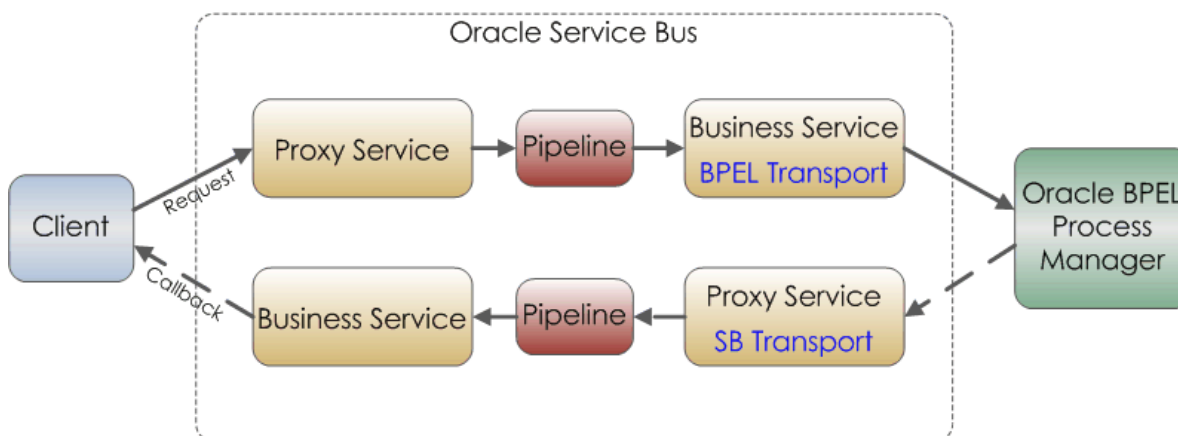 Oracle Service Bus
Proxy Service
Pipeline
Business Service
BPEL Transport
Request
Client
Oracle BPEL
Process
Manager
Callback
Business Service
Pipeline
Proxy Service
SB Transport